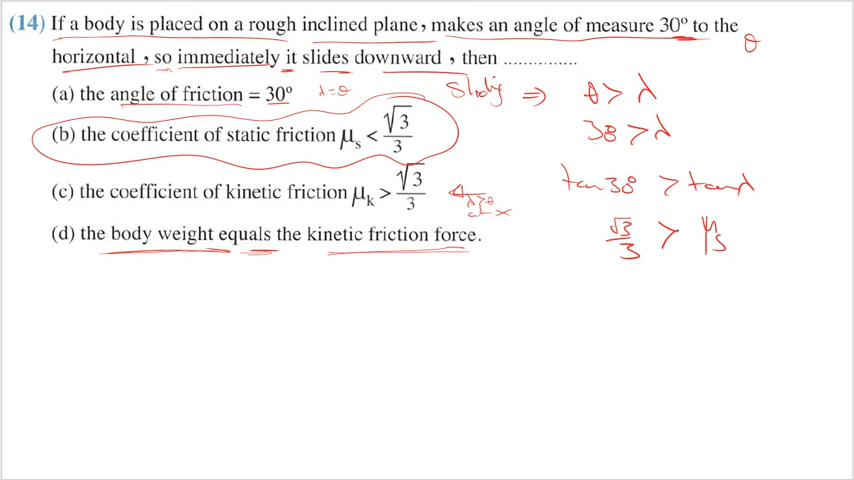 (14) If a body is placed on a rough inclined plane, makes an angle of measure 30° to the
θ
horizontal, so immediately it slides downward, then ...............
(a) the angle of friction = 30° λ=θ
Sliding ⇒ θ > λ
(b) the coefficient of static friction μs < √3/3
30 > λ
(c) the coefficient of kinetic friction μk > √3/3
λ>θ
tan 30 > tan λ
(d) the body weight equals the kinetic friction force.
√3/3 > μs